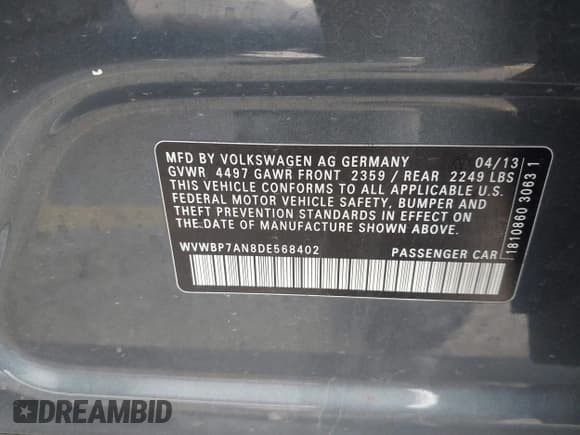 MFD BY VOLKSWAGEN AG GERMANY 04/13
GVWR 4497 GAWR FRONT 2359 / REAR 2249 LBS
THIS VEHICLE CONFORMS TO ALL APPLICABLE U.S.
FEDERAL MOTOR VEHICLE SAFETY, BUMPER AND
THEFT PREVENTION STANDARDS IN EFFECT ON
THE DATE OF MANUFACTURE SHOWN ABOVE.
WVWBP7AN8DE568402 PASSENGER CAR
1810860 30631
DREAMBID